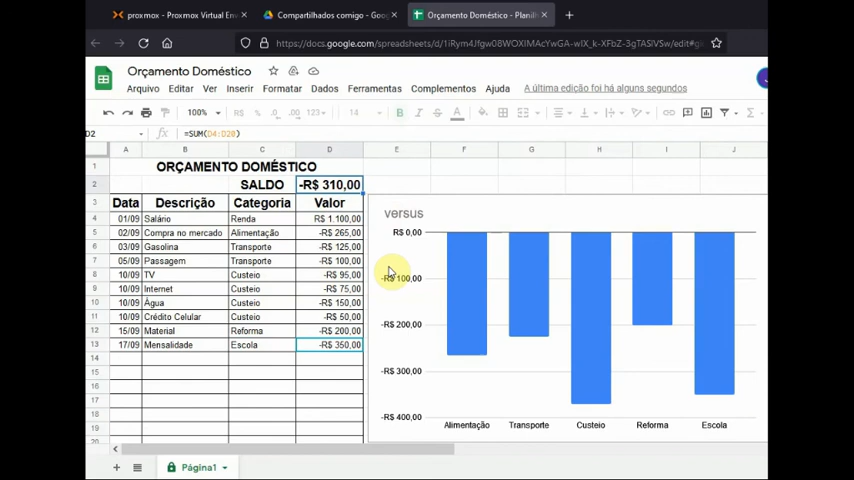 proxmox - Proxmox Virtual Env
Compartilhados comigo - Goo
Orçamento Doméstico - Planilh
https://docs.google.com/spreadsheets/d/1iRym4Jfgw08WOXIMAcYwGA-wIX_k-XFbZ-3gTASIVSw/edit#gi
Orçamento Doméstico
Arquivo Editar Ver Inserir Formatar Dados Ferramentas Complementos Ajuda A última edição foi há alguns segundos
100% R$ % .0 .00 123 14 B I S A
D2 fx =SUM(D4:D20)
A B C D E F G H I J
1 ORÇAMENTO DOMÉSTICO
2 SALDO -R$ 310,00
3 Data Descrição Categoria Valor
4 01/09 Salário Renda R$ 1.100,00
5 02/09 Compra no mercado Alimentação -R$ 265,00
6 03/09 Gasolina Transporte -R$ 125,00
7 05/09 Passagem Transporte -R$ 100,00
8 10/09 TV Custeio -R$ 95,00
9 10/09 Internet Custeio -R$ 75,00
10 10/09 Água Custeio -R$ 150,00
11 10/09 Crédito Celular Custeio -R$ 50,00
12 15/09 Material Reforma -R$ 200,00
13 17/09 Mensalidade Escola -R$ 350,00
14
15
16
17
18
19
20
versus
R$ 0,00
-R$ 100,00
-R$ 200,00
-R$ 300,00
-R$ 400,00
Alimentação Transporte Custeio Reforma Escola
Página1